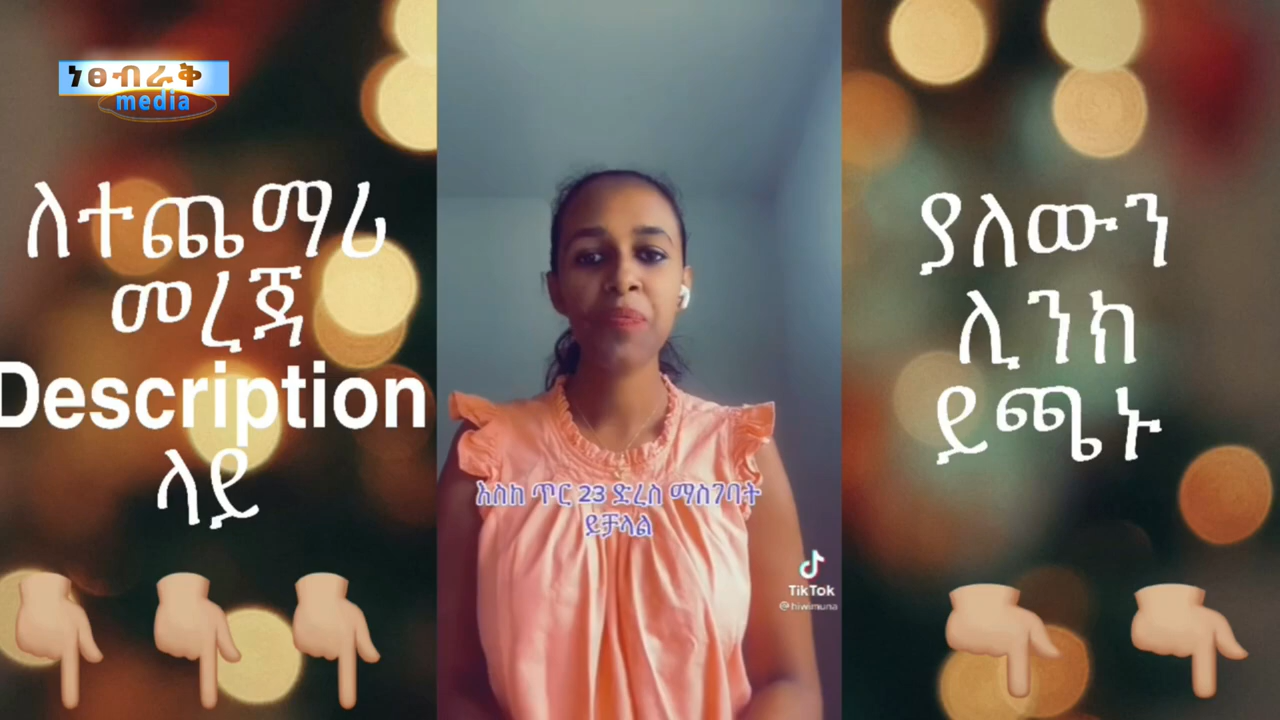 ነፀብራቅ
media
ለተጨማሪ
መረጃ
Description
ላይ
እስከ ጥር 23 ድረስ ማስገባት
ይቻላል
TikTok
@hiwimuna
ያለውን
ሊንክ
ይጫኑ